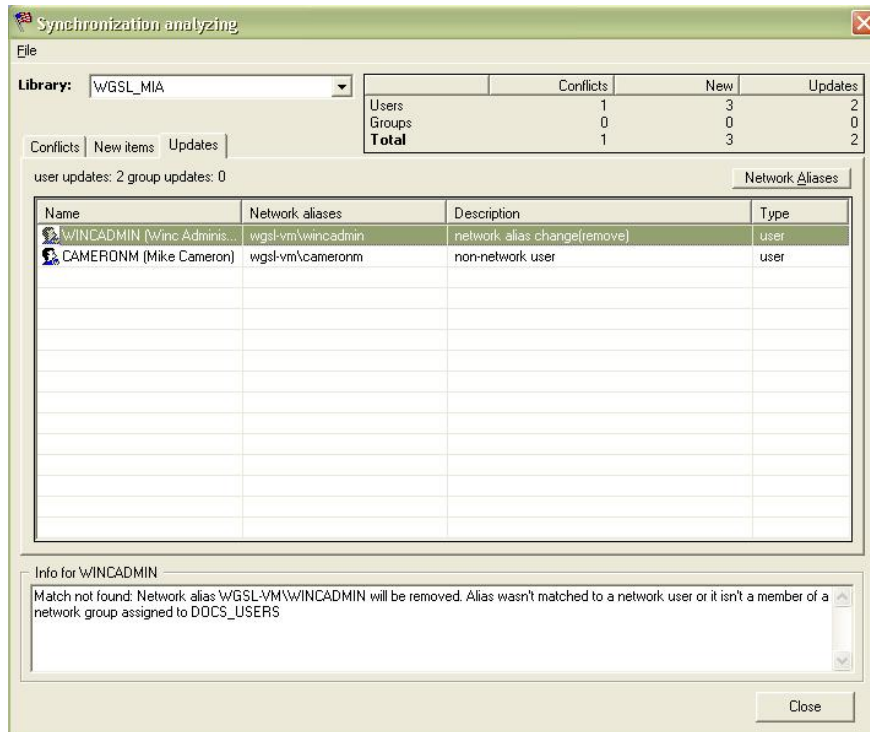 Synchronization analyzing
File
Library: WGSL_MIA
Conflicts New Updates
Users 1 3 2
Groups 0 0 0
Total 1 3 2
Conflicts New items Updates
user updates: 2 group updates: 0 Network Aliases
Name Network aliases Description Type
WINCADMIN (Winc Adminis... wgsl-vm\wincadmin network alias change(remove) user
CAMERONM (Mike Cameron) wgsl-vm\cameronm non-network user user
Info for WINCADMIN
Match not found: Network alias WGSL-VM\WINCADMIN will be removed. Alias wasn't matched to a network user or it isn't a member of a
network group assigned to DOCS_USERS
Close